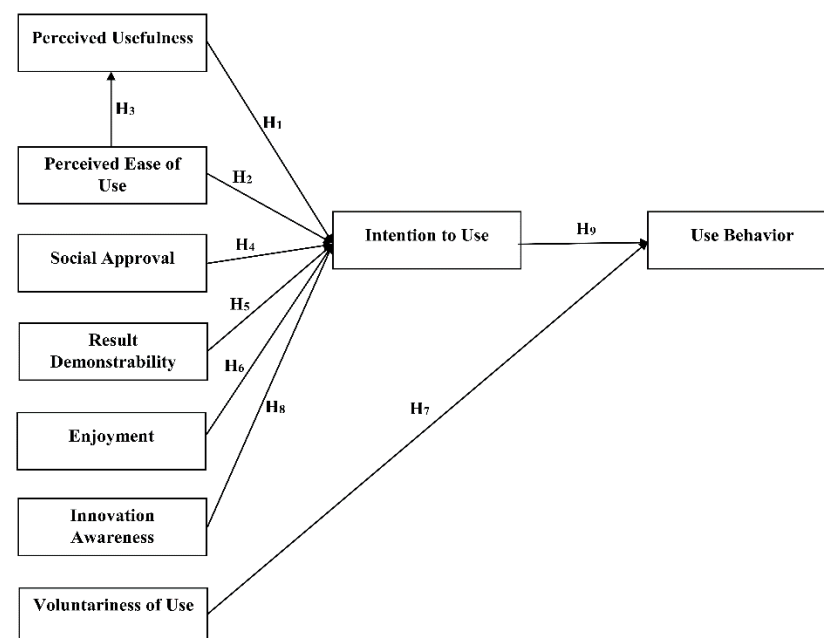 Perceived Usefulness
H₃
H₁
Perceived Ease of
Use
H₂
Social Approval
H₄
Intention to Use
H₉
Use Behavior
Result
Demonstrability
H₅
H₆
Enjoyment
H₈
H₇
Innovation
Awareness
Voluntariness of Use